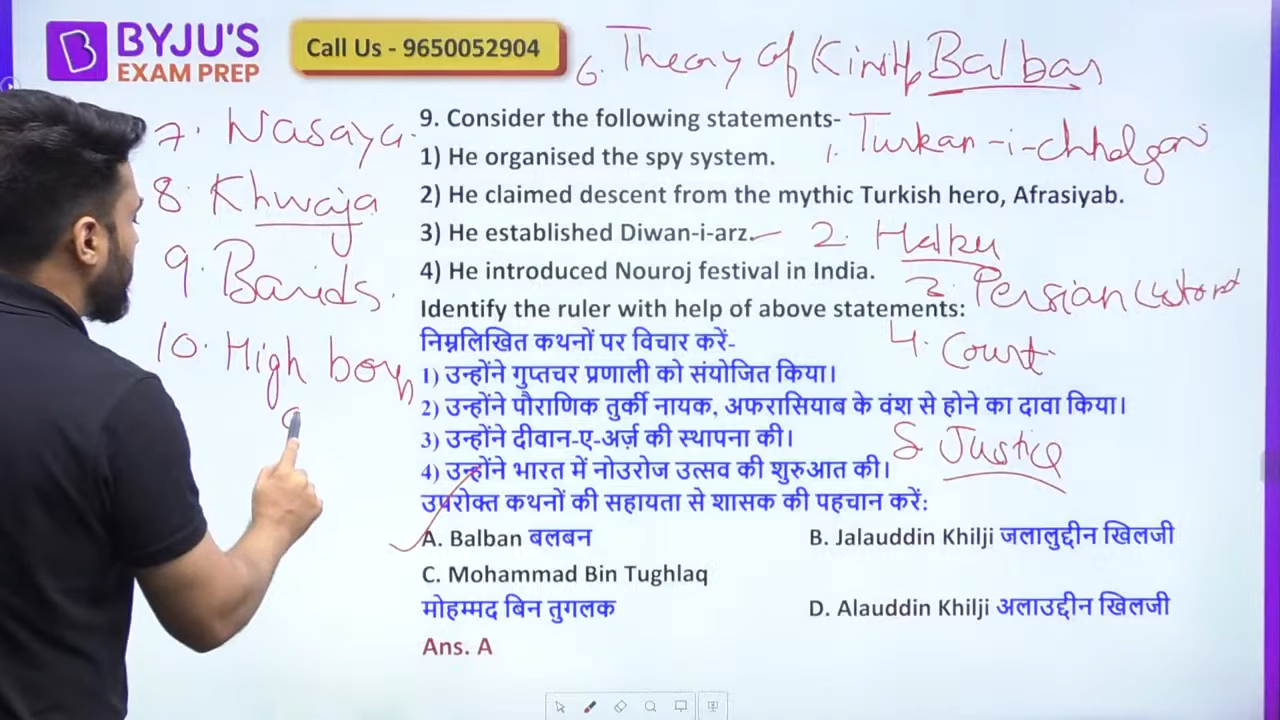 BYJU'S
EXAM PREP
Call Us - 9650052904
6. Theory of Balban
7. Wasaya.
8. Khwaja
9. Barids.
10. High born
9. Consider the following statements-
1) He organised the spy system.
2) He claimed descent from the mythic Turkish hero, Afrasiyab.
3) He established Diwan-i-arz.
4) He introduced Nouroj festival in India.
Identify the ruler with help of above statements:
1. Turkan-i-chhalgani
2. Halku
3. Persian
4. Court
5 Justice
निम्नलिखित कथनों पर विचार करें-
1) उन्होंने गुप्तचर प्रणाली को संयोजित किया।
2) उन्होंने पौराणिक तुर्की नायक, अफरासियाब के वंश से होने का दावा किया।
3) उन्होंने दीवान-ए-अर्ज़ की स्थापना की।
4) उन्होंने भारत में नोउरोज उत्सव की शुरुआत की।
उपरोक्त कथनों की सहायता से शासक की पहचान करें:
A. Balban बलबन
B. Jalauddin Khilji जलालुद्दीन खिलजी
C. Mohammad Bin Tughlaq
मोहम्मद बिन तुगलक
D. Alauddin Khilji अलाउद्दीन खिलजी
Ans. A